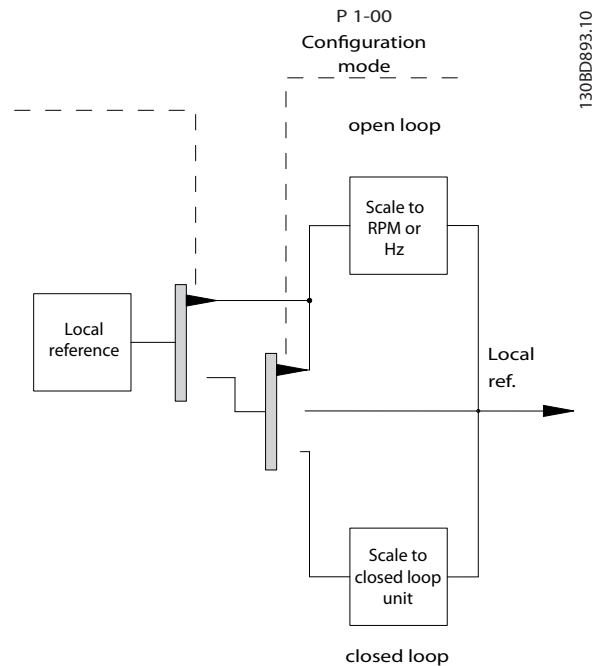 P 1-00
Configuration
mode
130BD893.10
open loop
Scale to
RPM or
Hz
Local
reference
Local
ref.
Scale to
closed loop
unit
closed loop